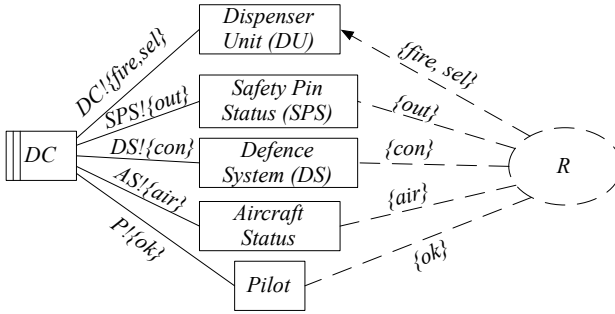 Dispenser
Unit (DU)
DC!{fire,sel}
{fire, sel}
Safety Pin
Status (SPS)
SPS!{out}
{out}
DC
DS!{con}
Defence
System (DS)
{con}
R
AS!{air}
Aircraft
Status
{air}
P!{ok}
Pilot
{ok}